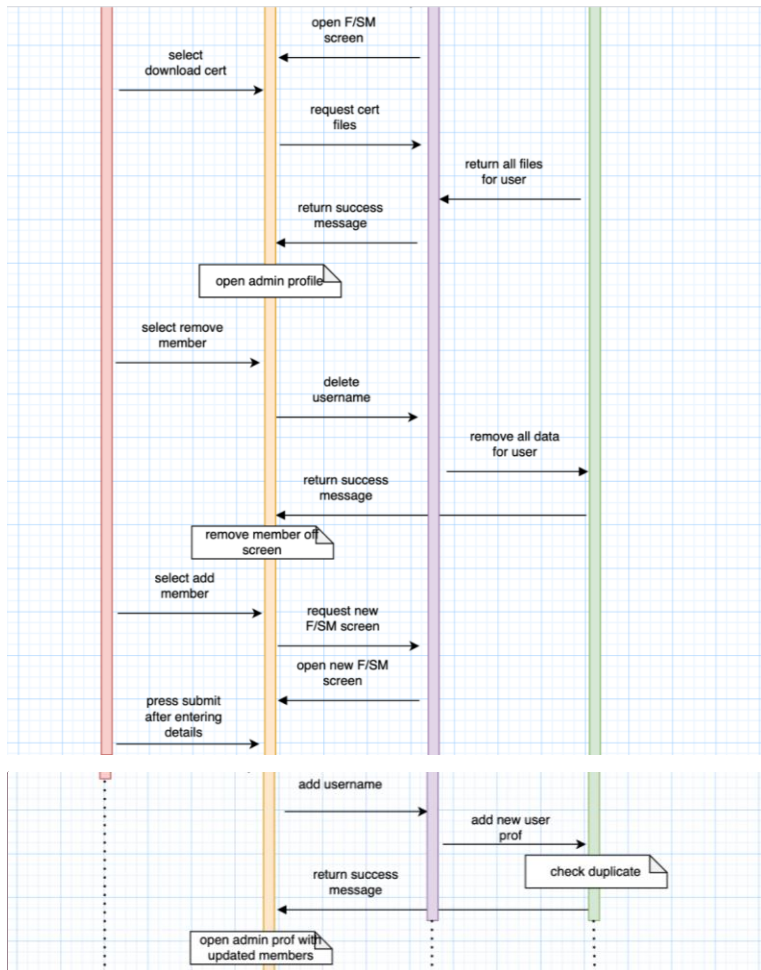 open F/SM
screen
select
download cert
request cert
files
return all files
for user
return success
message
open admin profile
select remove
member
delete
username
remove all data
for user
return success
message
remove member off
screen
select add
member
request new
F/SM screen
open new F/SM
screen
press submit
after entering
details
add username
add new user
prof
check duplicate
return success
message
open admin prof with
updated members